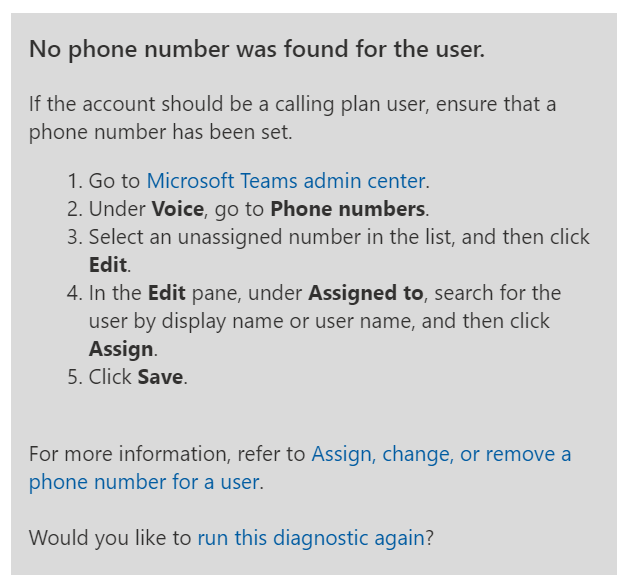 No phone number was found for the user.
If the account should be a calling plan user, ensure that a
phone number has been set.
1. Go to Microsoft Teams admin center.
2. Under Voice, go to Phone numbers.
3. Select an unassigned number in the list, and then click
Edit.
4. In the Edit pane, under Assigned to, search for the
user by display name or user name, and then click
Assign.
5. Click Save.
For more information, refer to Assign, change, or remove a
phone number for a user.
Would you like to run this diagnostic again?